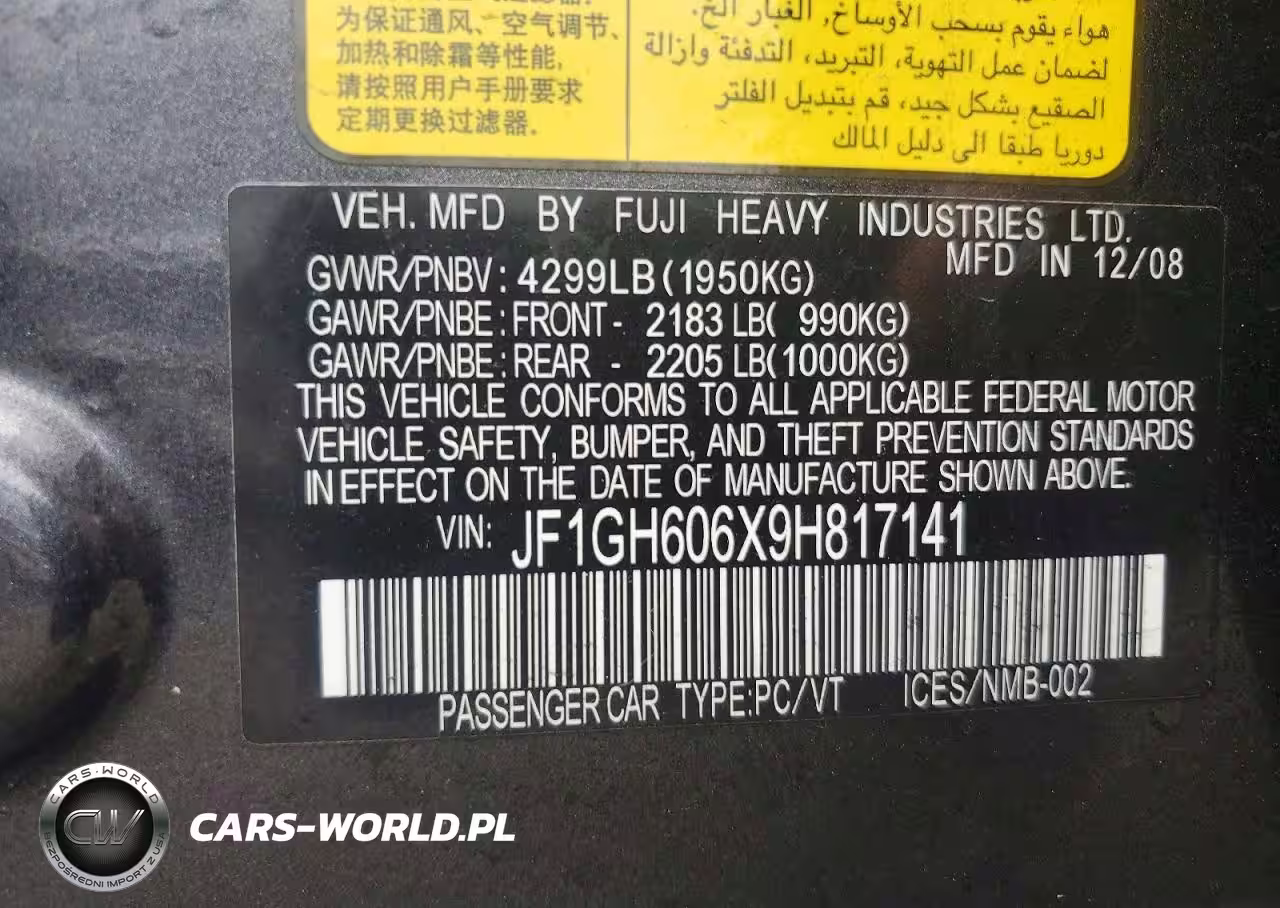 为保证通风、空气调节、
加热和除霜等性能,
请按照用户手册要求
定期更换过滤器.
هواء يقوم بسحب الأوساخ, الغبار الخ.
لضمان عمل التهوية، التبريد، التدفئة وازالة
الصقيع بشكل جيد، قم بتبديل الفلتر
دوريا طبقا الى دليل المالك
VEH. MFD BY FUJI HEAVY INDUSTRIES LTD.
MFD IN 12/08
GVWR/PNBV: 4299LB(1950KG)
GAWR/PNBE: FRONT- 2183 LB( 990KG)
GAWR/PNBE: REAR - 2205 LB(1000KG)
THIS VEHICLE CONFORMS TO ALL APPLICABLE FEDERAL MOTOR
VEHICLE SAFETY, BUMPER, AND THEFT PREVENTION STANDARDS
IN EFFECT ON THE DATE OF MANUFACTURE SHOWN ABOVE.
VIN: JF1GH606X9H817141
PASSENGER CAR TYPE:PC/VT ICES/NMB-002
CARS-WORLD
CW
BEZPOŚREDNI IMPORT Z USA
CARS-WORLD.PL